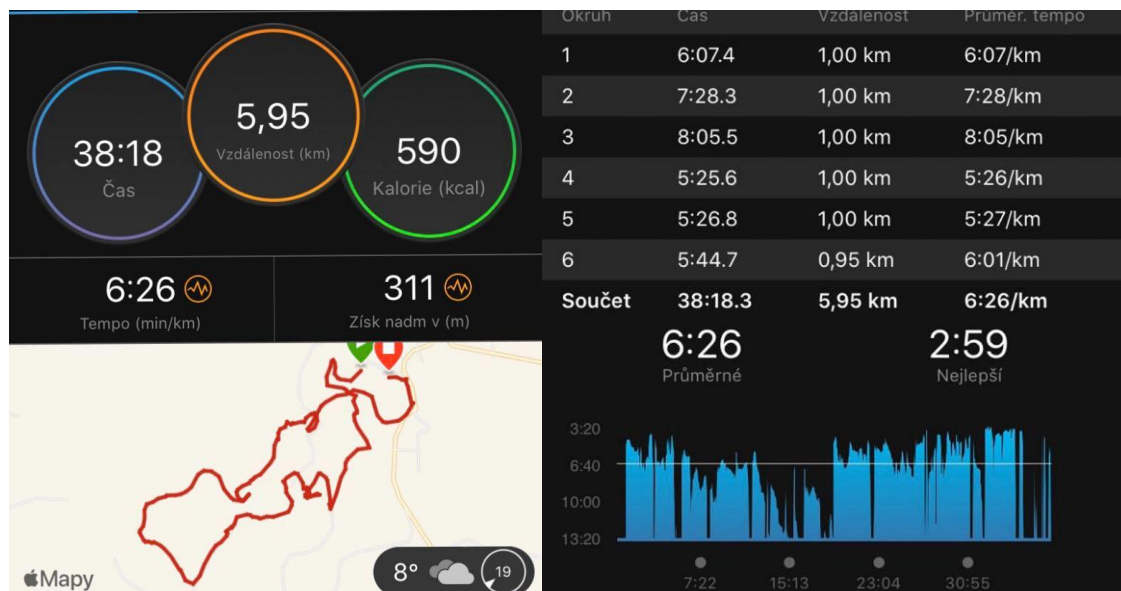 38:18
Čas
5,95
Vzdálenost (km)
590
Kalorie (kcal)
6:26
Tempo (min/km)
311
Získ nadm v (m)
Mapy
8°
19
Okruh Čas Vzdálenost Průměr. tempo
1 6:07.4 1,00 km 6:07/km
2 7:28.3 1,00 km 7:28/km
3 8:05.5 1,00 km 8:05/km
4 5:25.6 1,00 km 5:26/km
5 5:26.8 1,00 km 5:27/km
6 5:44.7 0,95 km 6:01/km
Součet 38:18.3 5,95 km 6:26/km
6:26 2:59
Průměrné Nejlepší
3:20
6:40
10:00
13:20
7:22 15:13 23:04 30:55